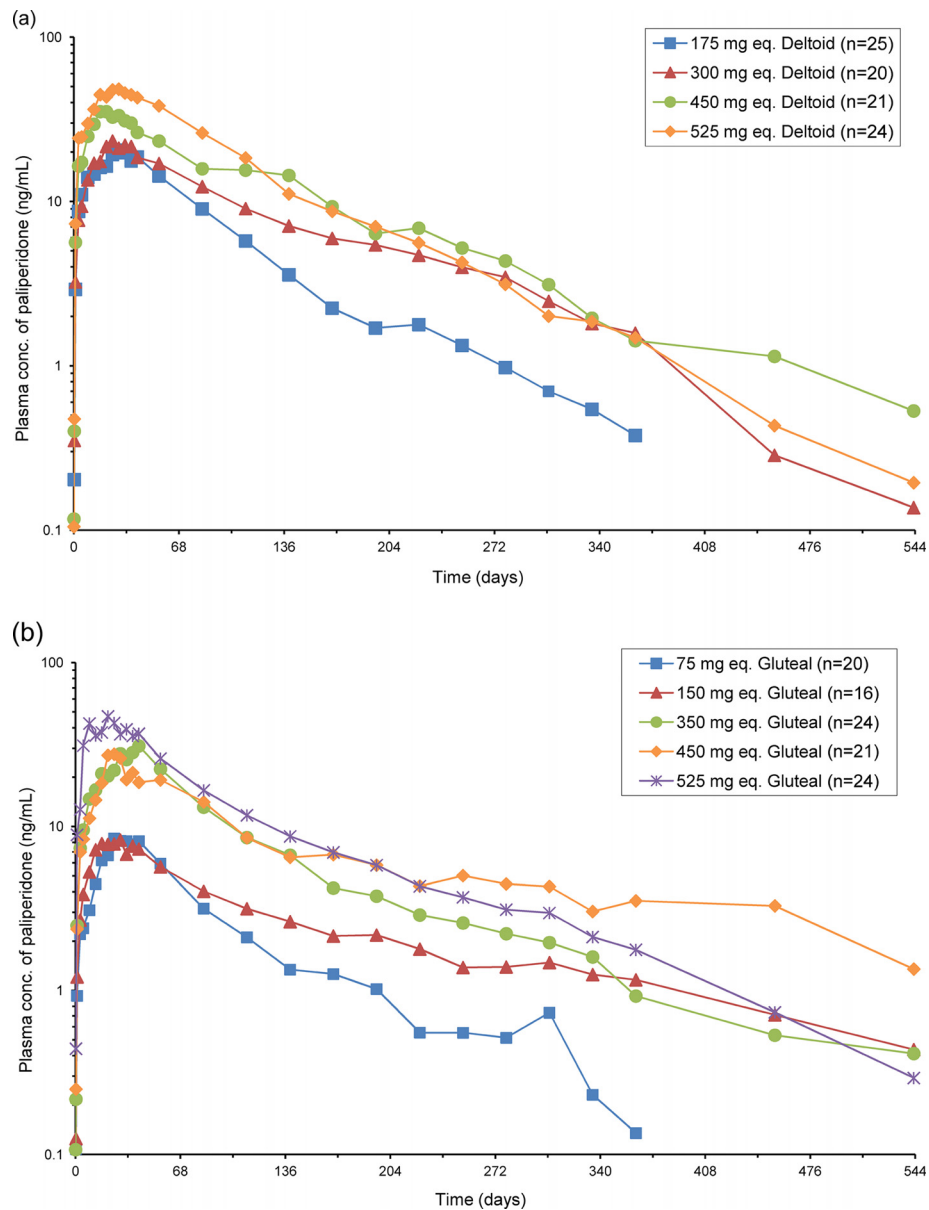 (a)
100
10
1
0.1
Plasma conc. of paliperidone (ng/mL)
175 mg eq. Deltoid (n=25)
300 mg eq. Deltoid (n=20)
450 mg eq. Deltoid (n=21)
525 mg eq. Deltoid (n=24)
0 68 136 204 272 340 408 476 544
Time (days)
(b)
100
10
1
0.1
Plasma conc. of paliperidone (ng/mL)
75 mg eq. Gluteal (n=20)
150 mg eq. Gluteal (n=16)
350 mg eq. Gluteal (n=24)
450 mg eq. Gluteal (n=21)
525 mg eq. Gluteal (n=24)
0 68 136 204 272 340 408 476 544
Time (days)